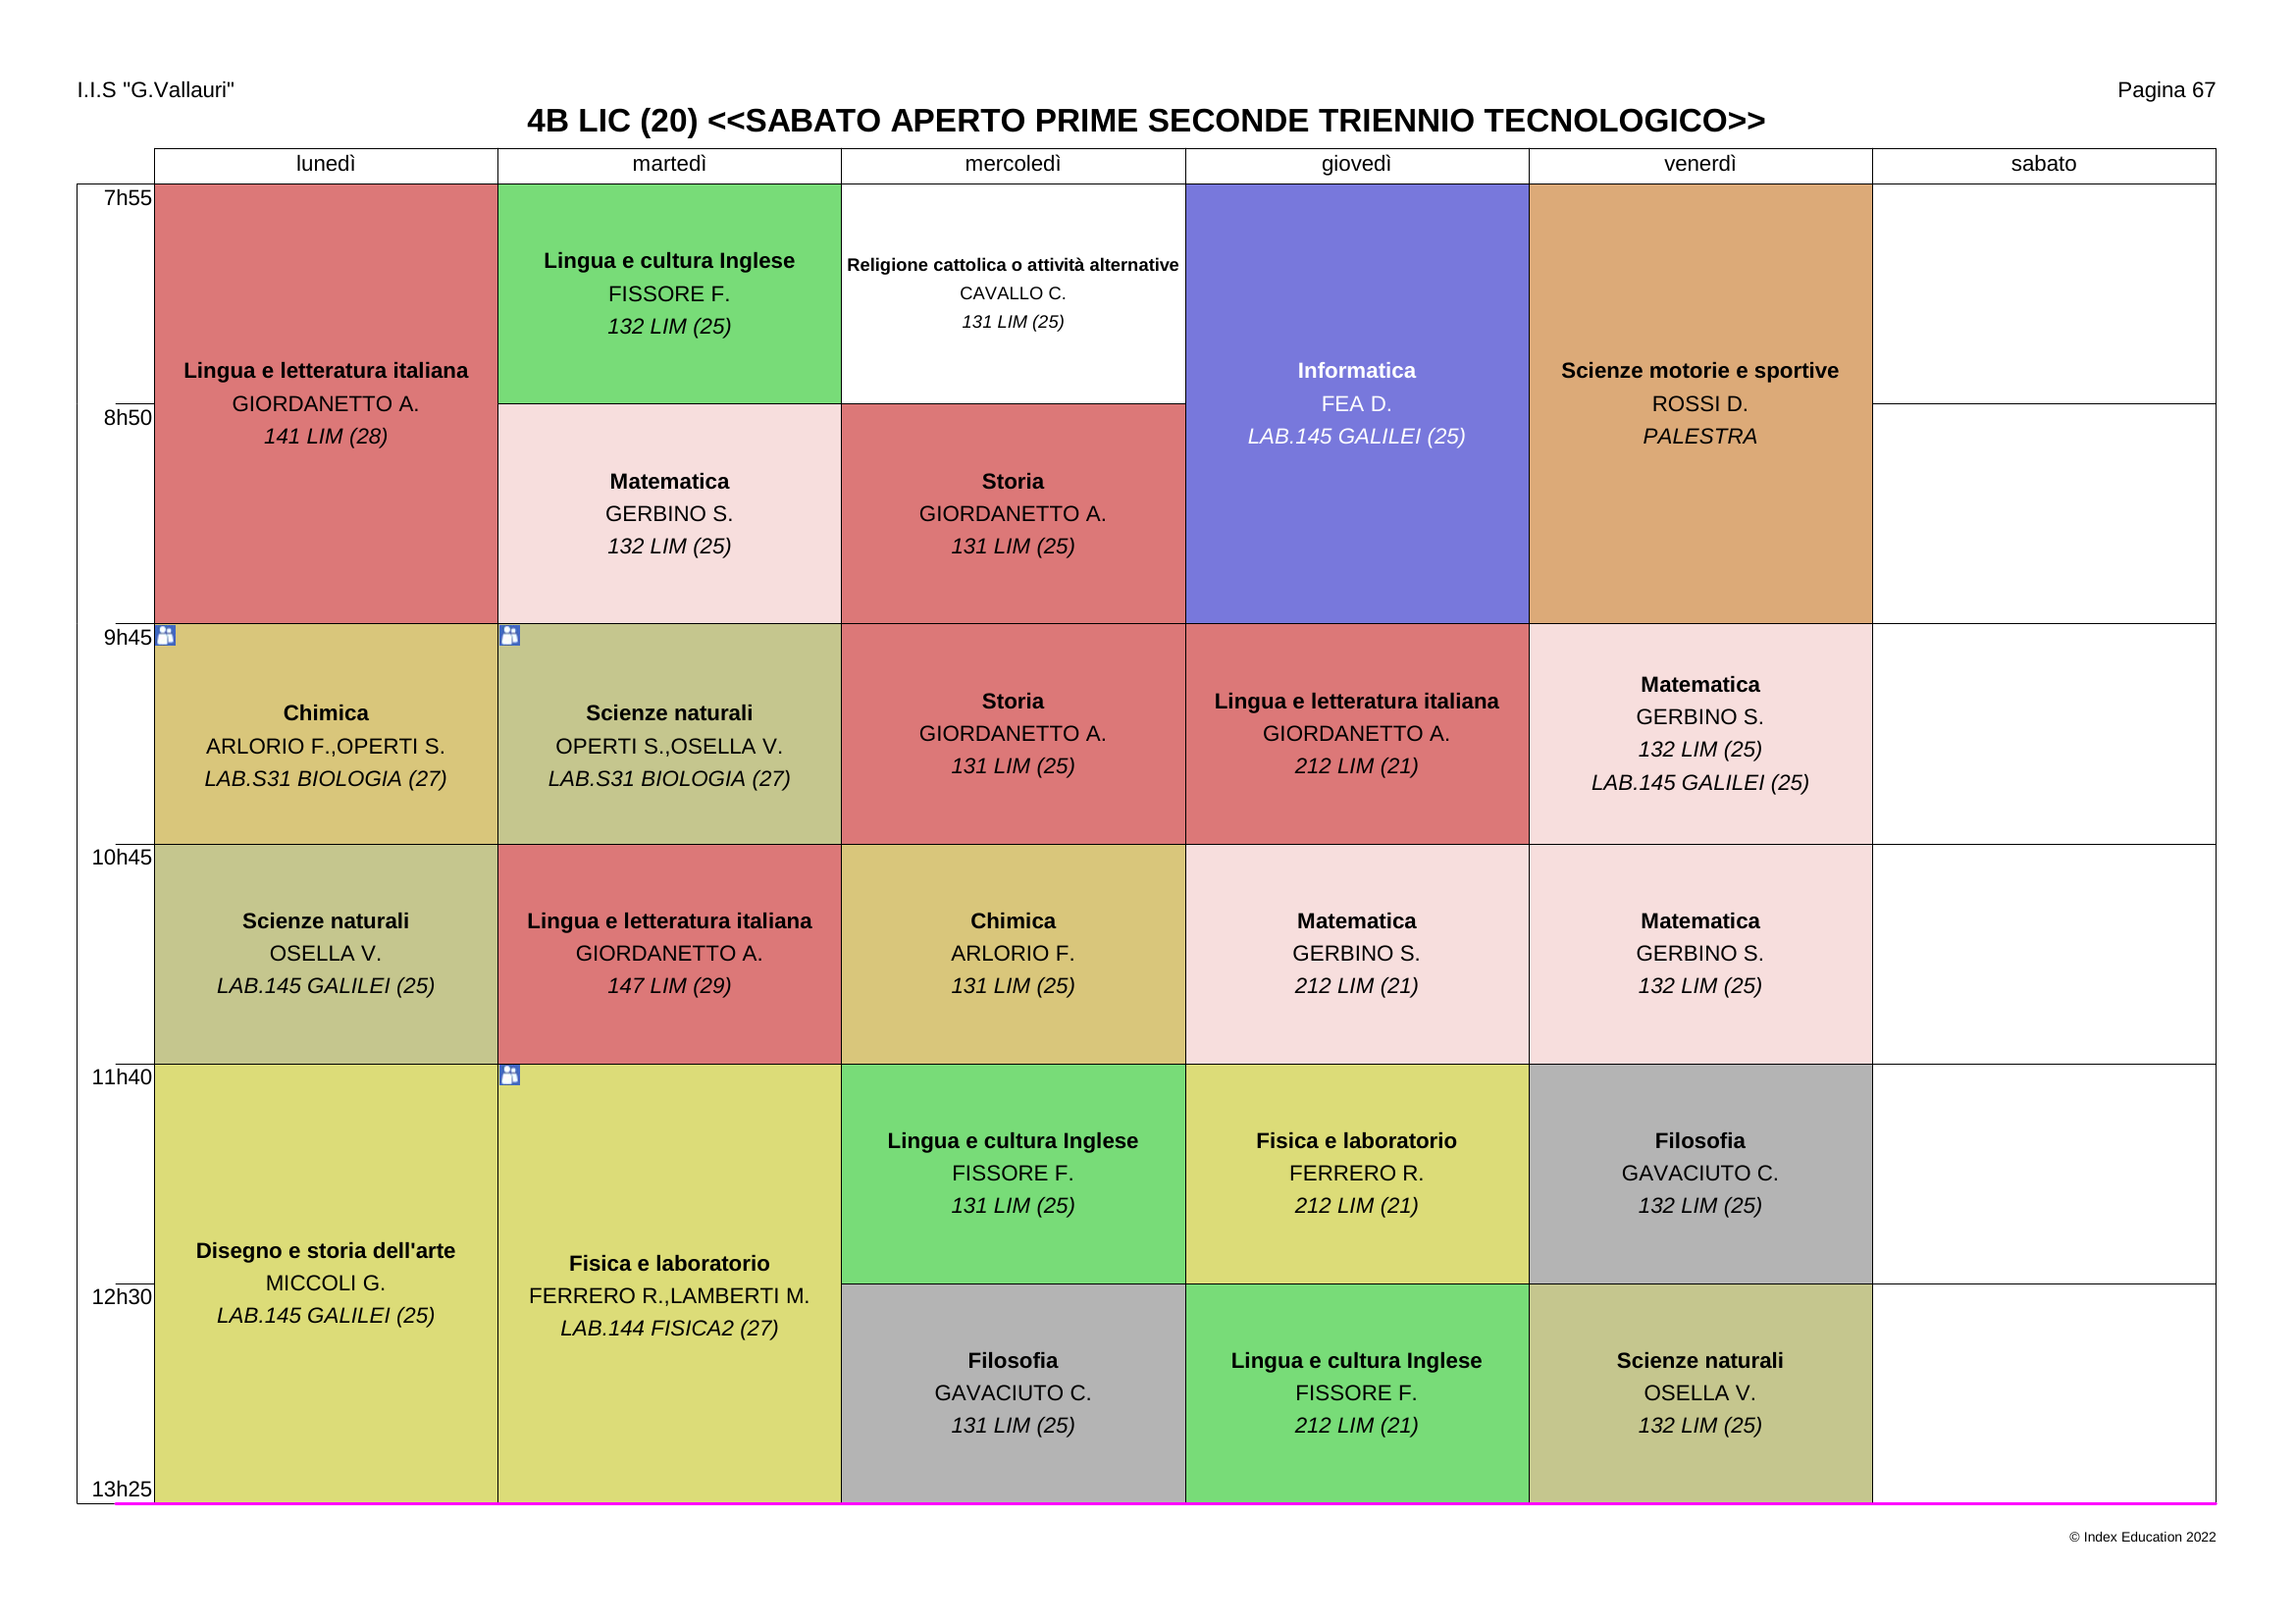 I.I.S "G.Vallauri"
Pagina 67
4B LIC (20) <<SABATO APERTO PRIME SECONDE TRIENNIO TECNOLOGICO>>
lunedì
martedì
mercoledì
giovedì
venerdì
sabato
7h55
Lingua e letteratura italiana
GIORDANETTO A.
141 LIM (28)
Lingua e cultura Inglese
FISSORE F.
132 LIM (25)
Religione cattolica o attività alternative
CAVALLO C.
131 LIM (25)
Informatica
FEA D.
LAB.145 GALILEI (25)
Scienze motorie e sportive
ROSSI D.
PALESTRA
8h50
Matematica
GERBINO S.
132 LIM (25)
Storia
GIORDANETTO A.
131 LIM (25)
9h45
Chimica
ARLORIO F.,OPERTI S.
LAB.S31 BIOLOGIA (27)
Scienze naturali
OPERTI S.,OSELLA V.
LAB.S31 BIOLOGIA (27)
Storia
GIORDANETTO A.
131 LIM (25)
Lingua e letteratura italiana
GIORDANETTO A.
212 LIM (21)
Matematica
GERBINO S.
132 LIM (25)
LAB.145 GALILEI (25)
10h45
Scienze naturali
OSELLA V.
LAB.145 GALILEI (25)
Lingua e letteratura italiana
GIORDANETTO A.
147 LIM (29)
Chimica
ARLORIO F.
131 LIM (25)
Matematica
GERBINO S.
212 LIM (21)
Matematica
GERBINO S.
132 LIM (25)
11h40
Disegno e storia dell'arte
MICCOLI G.
LAB.145 GALILEI (25)
Fisica e laboratorio
FERRERO R.,LAMBERTI M.
LAB.144 FISICA2 (27)
Lingua e cultura Inglese
FISSORE F.
131 LIM (25)
Fisica e laboratorio
FERRERO R.
212 LIM (21)
Filosofia
GAVACIUTO C.
132 LIM (25)
12h30
Filosofia
GAVACIUTO C.
131 LIM (25)
Lingua e cultura Inglese
FISSORE F.
212 LIM (21)
Scienze naturali
OSELLA V.
132 LIM (25)
13h25
© Index Education 2022